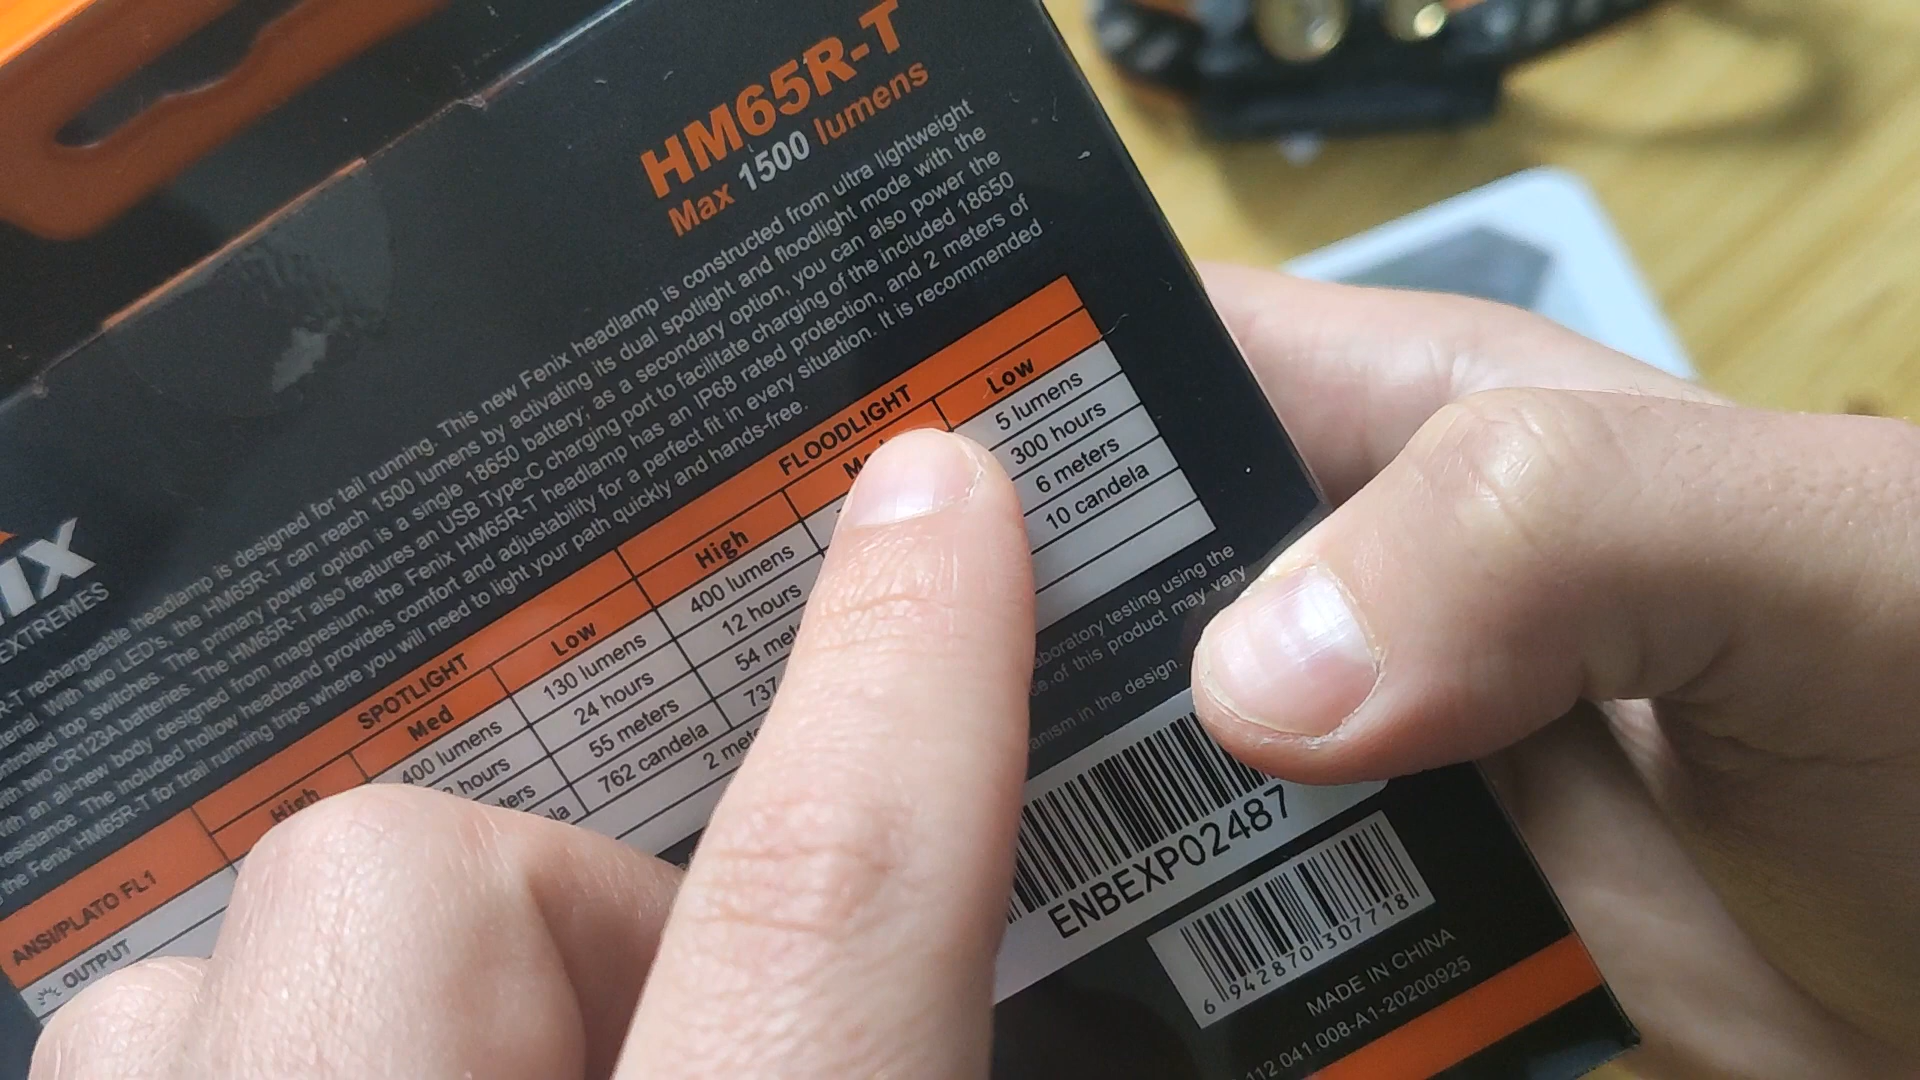 HM65R-T
Max 1500 lumens
IX
EXTREMES
R-T rechargeable headlamp is designed for tail running. This new Fenix headlamp is constructed from ultra lightweight
With two LED's, the HM65R-T can reach 1500 lumens by activating its dual spotlight and floodlight mode with the
top switches. The primary power option is a single 18650 battery; as a secondary option, you can also power the
with two CR123A batteries. The HM65R-T also features an USB Type-C charging port to facilitate charging of the included 18650
With an all-new body designed from magnesium, the Fenix HM65R-T headlamp has an IP68 rated protection, and 2 meters of
resistance. The included hollow headband provides comfort and adjustability for a perfect fit in every situation. It is recommended
the Fenix HM65R-T for trail running trips where you will need to light your path quickly and hands-free.
ANSI/PLATO FL1 SPOTLIGHT FLOODLIGHT
High Med Low High Low
OUTPUT 400 lumens 130 lumens 400 lumens 5 lumens
hours 24 hours 12 hours 300 hours
55 meters 54 6 meters
762 candela 737 10 candela
2
aboratory testing using the
of this product may vary
in the design.
ENBEXP02487
6 942870 307718
MADE IN CHINA
112.041.008-A1-20200925